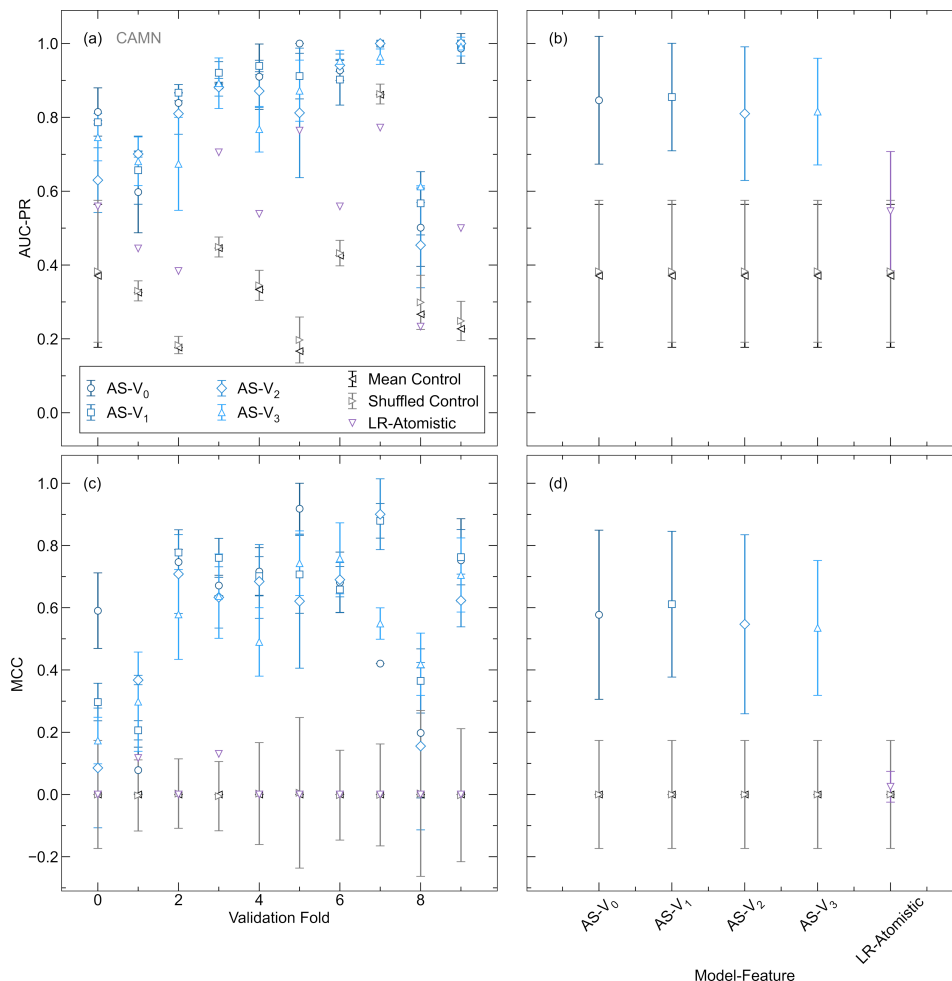 (a) CAMN
(b)
1.0
0.8
0.6
0.4
0.2
0.0
AUC-PR
AS-V0
AS-V1
AS-V2
AS-V3
Mean Control
Shuffled Control
LR-Atomistic
(c)
(d)
1.0
0.8
0.6
0.4
0.2
0.0
−0.2
MCC
0 2 4 6 8
Validation Fold
AS-V0
AS-V1
AS-V2
AS-V3
LR-Atomistic
Model-Feature